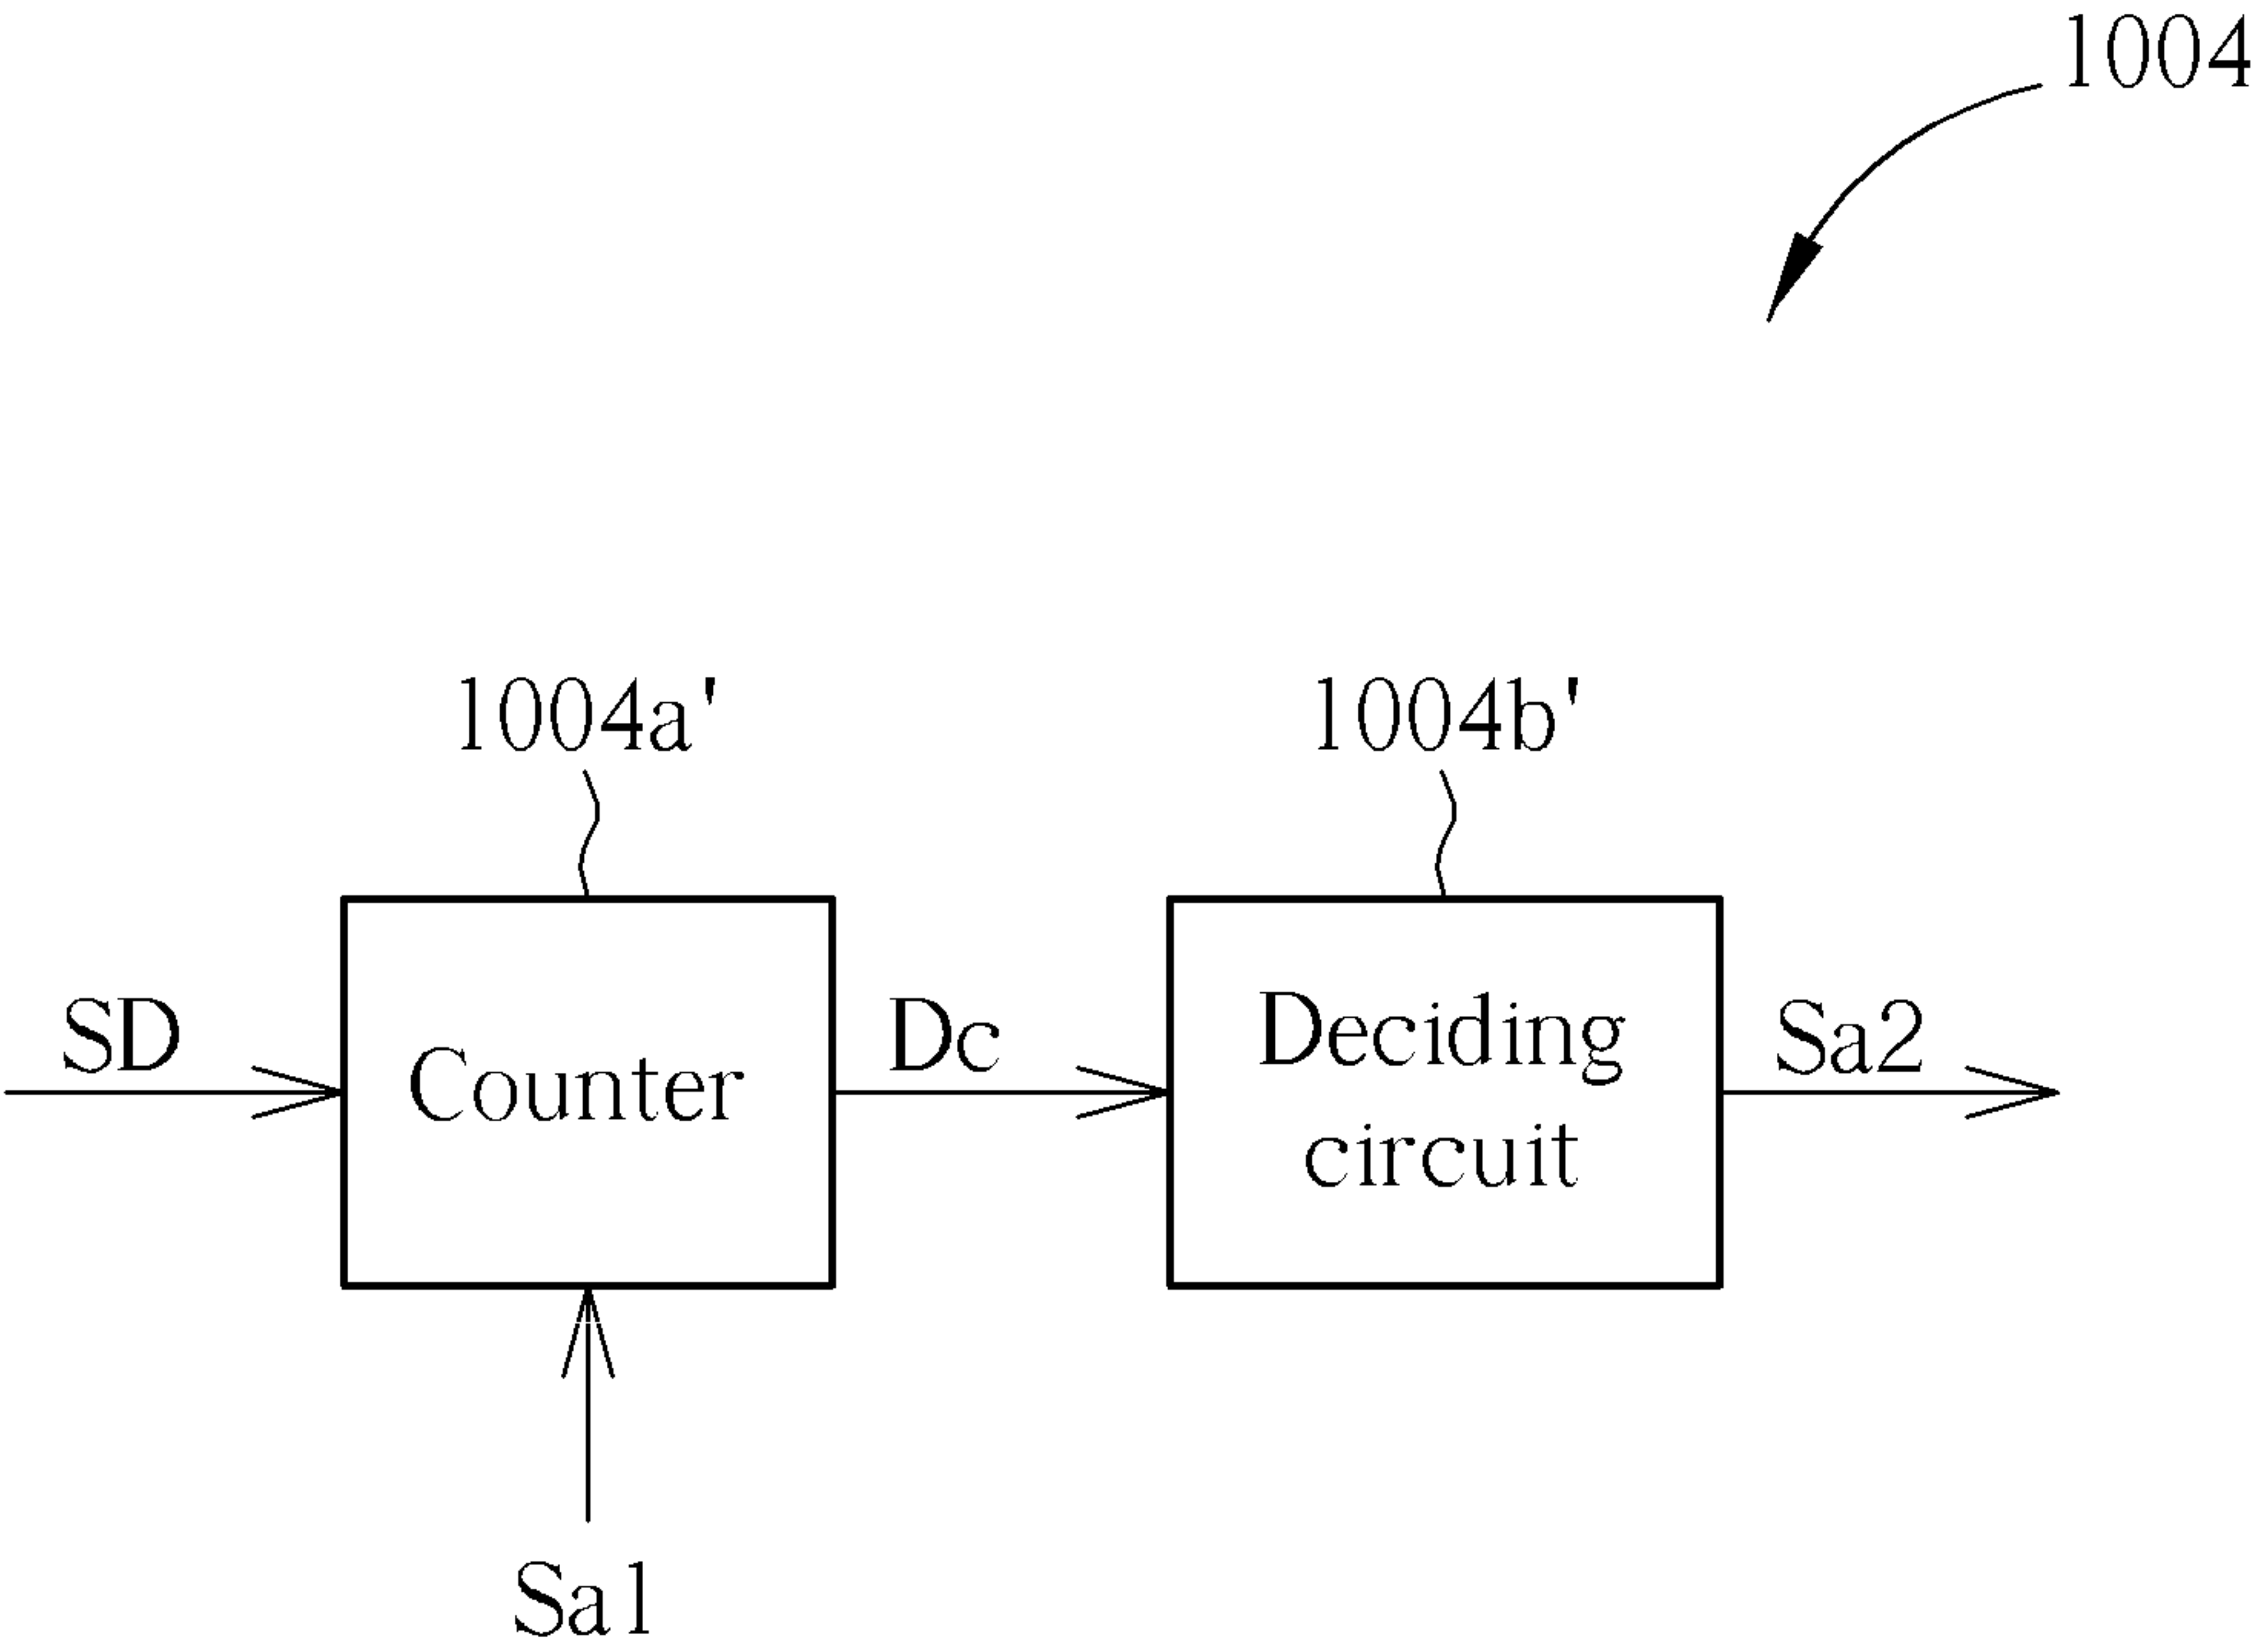 1004
1004a'
1004b'
SD
Counter
Dc
Deciding
circuit
Sa2
Sa1